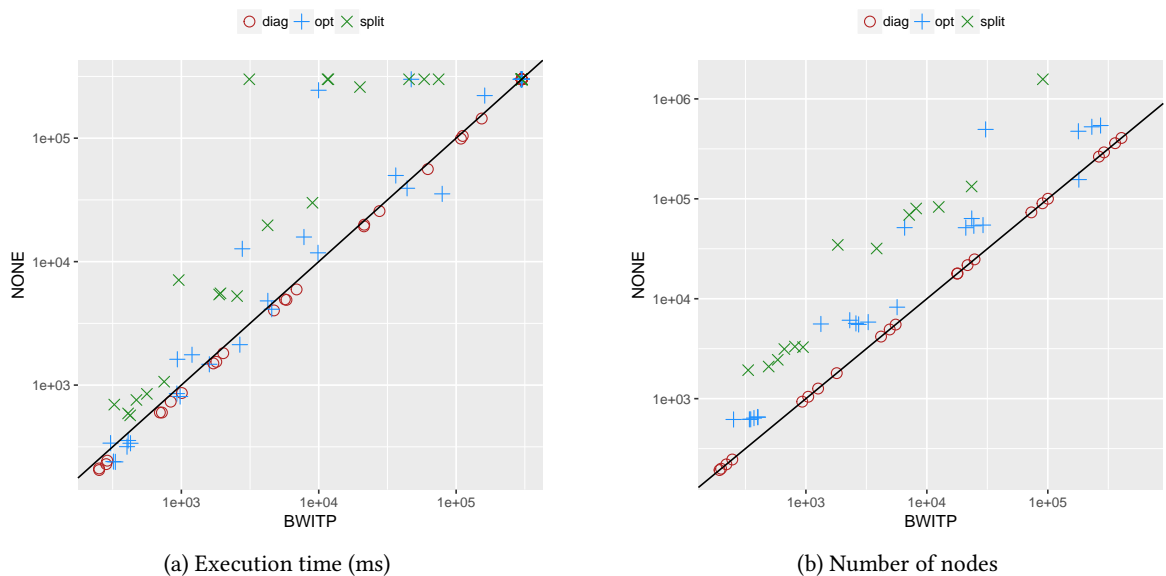 diag opt split
1e+05
1e+04
1e+03
NONE
1e+03 1e+04 1e+05
BWITP
(a) Execution time (ms)
diag opt split
1e+06
1e+05
1e+04
1e+03
NONE
1e+03 1e+04 1e+05
BWITP
(b) Number of nodes